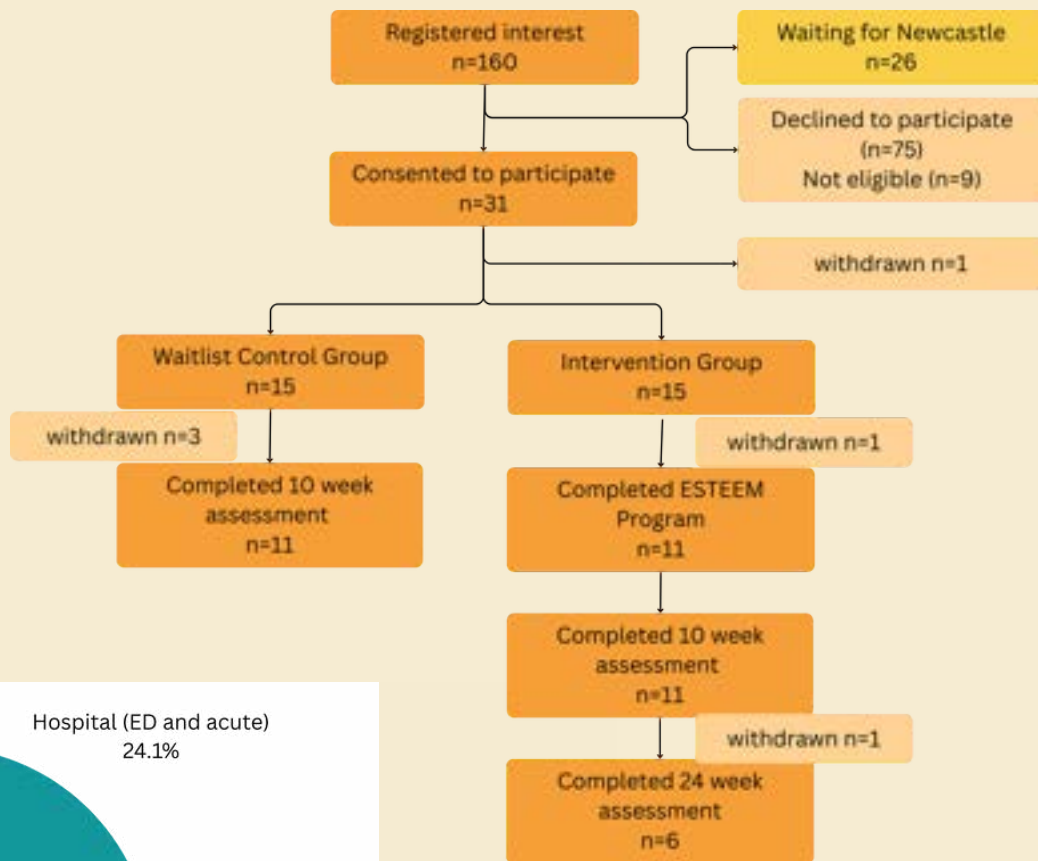 Registered interest
n=160
Waiting for Newcastle
n=26
Declined to participate
(n=75)
Not eligible (n=9)
Consented to participate
n=31
withdrawn n=1
Waitlist Control Group
n=15
Intervention Group
n=15
withdrawn n=3
withdrawn n=1
Completed 10 week
assessment
n=11
Completed ESTEEM
Program
n=11
Completed 10 week
assessment
n=11
withdrawn n=1
Completed 24 week
assessment
n=6
Hospital (ED and acute)
24.1%